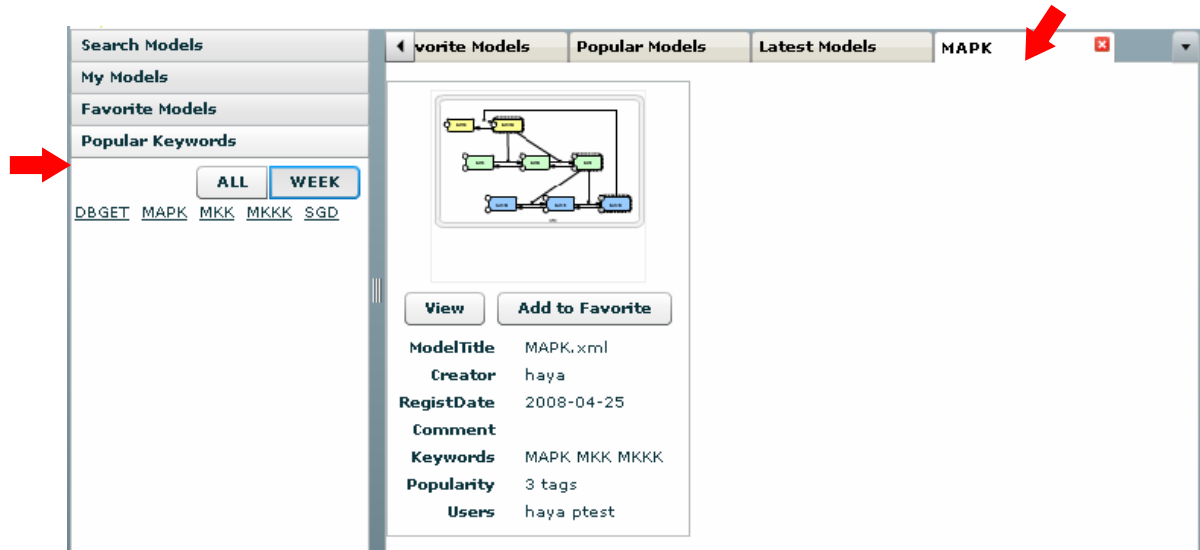 Search Models
My Models
Favorite Models
Popular Keywords
ALL WEEK
DBGET MAPK MKK MKKK SGD
vorite Models Popular Models Latest Models MAPK
View Add to Favorite
ModelTitle MAPK.xml
Creator haya
RegistDate 2008-04-25
Comment
Keywords MAPK MKK MKKK
Popularity 3 tags
Users haya ptest